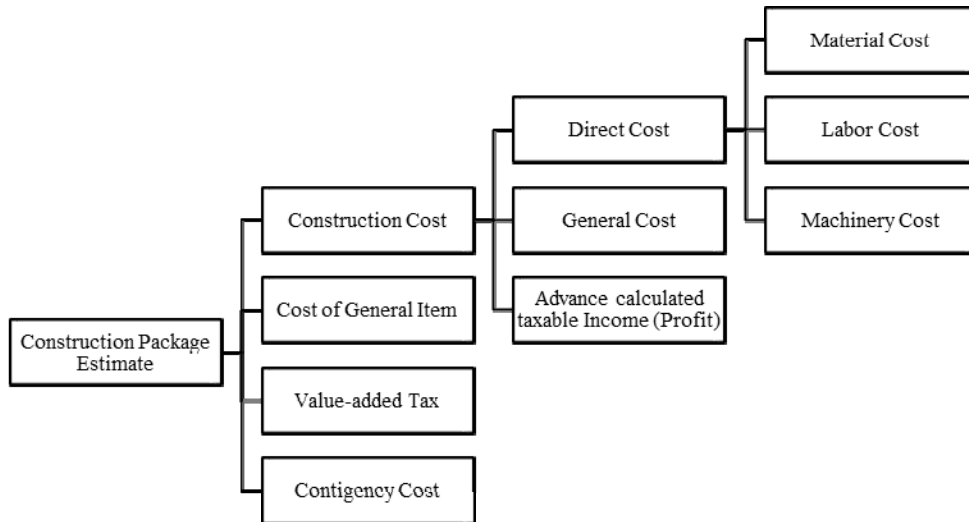 Material Cost
Direct Cost
Labor Cost
Construction Cost
General Cost
Machinery Cost
Cost of General Item
Advance calculated
taxable Income (Profit)
Construction Package
Estimate
Value-added Tax
Contigency Cost